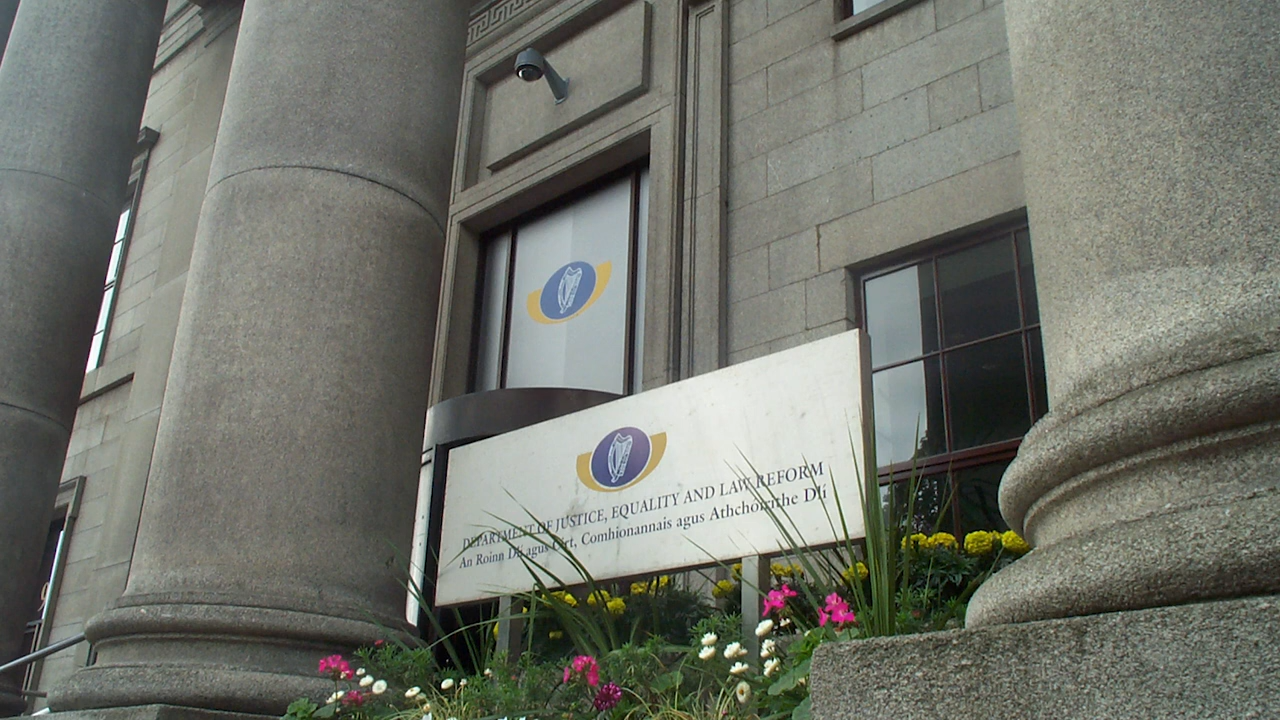 DEPARTMENT OF JUSTICE, EQUALITY AND LAW REFORM
An Roinn Dlí agus Cirt, Comhionannais agus Athchóirithe Dlí